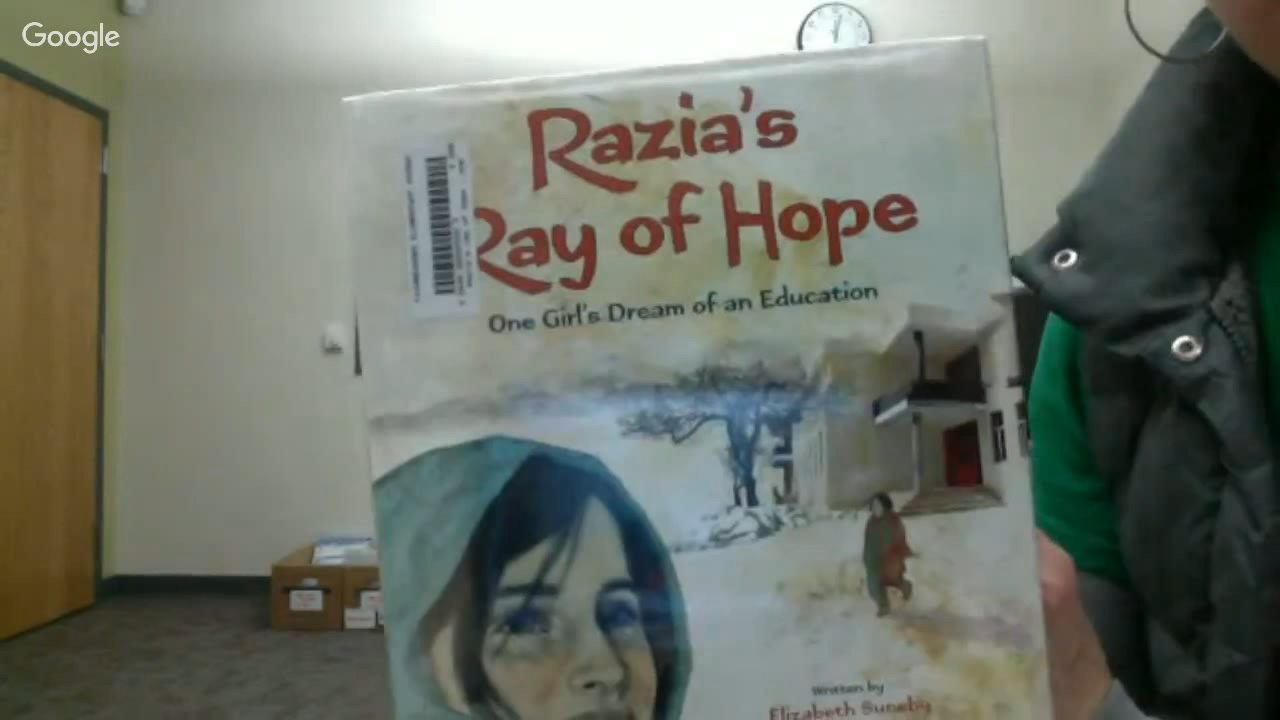 Google
Razia's
Ray of Hope
One Girl's Dream of an Education
Written by
Elizabeth Suneby